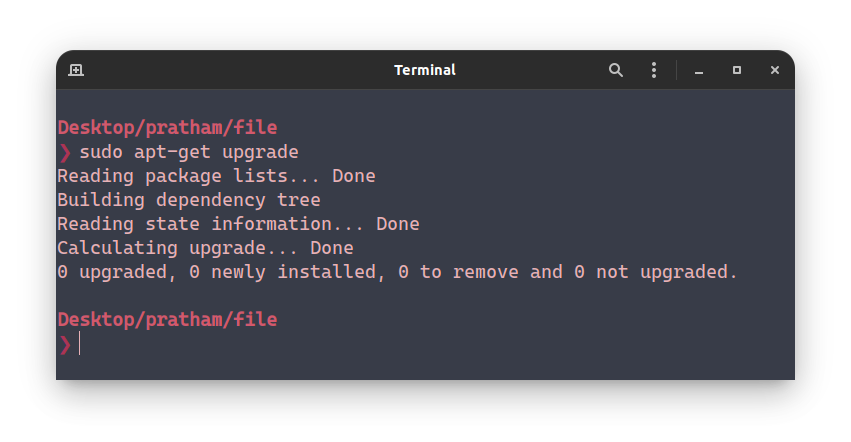 Terminal
Desktop/pratham/file
❯ sudo apt-get upgrade
Reading package lists... Done
Building dependency tree
Reading state information... Done
Calculating upgrade... Done
0 upgraded, 0 newly installed, 0 to remove and 0 not upgraded.
Desktop/pratham/file
❯